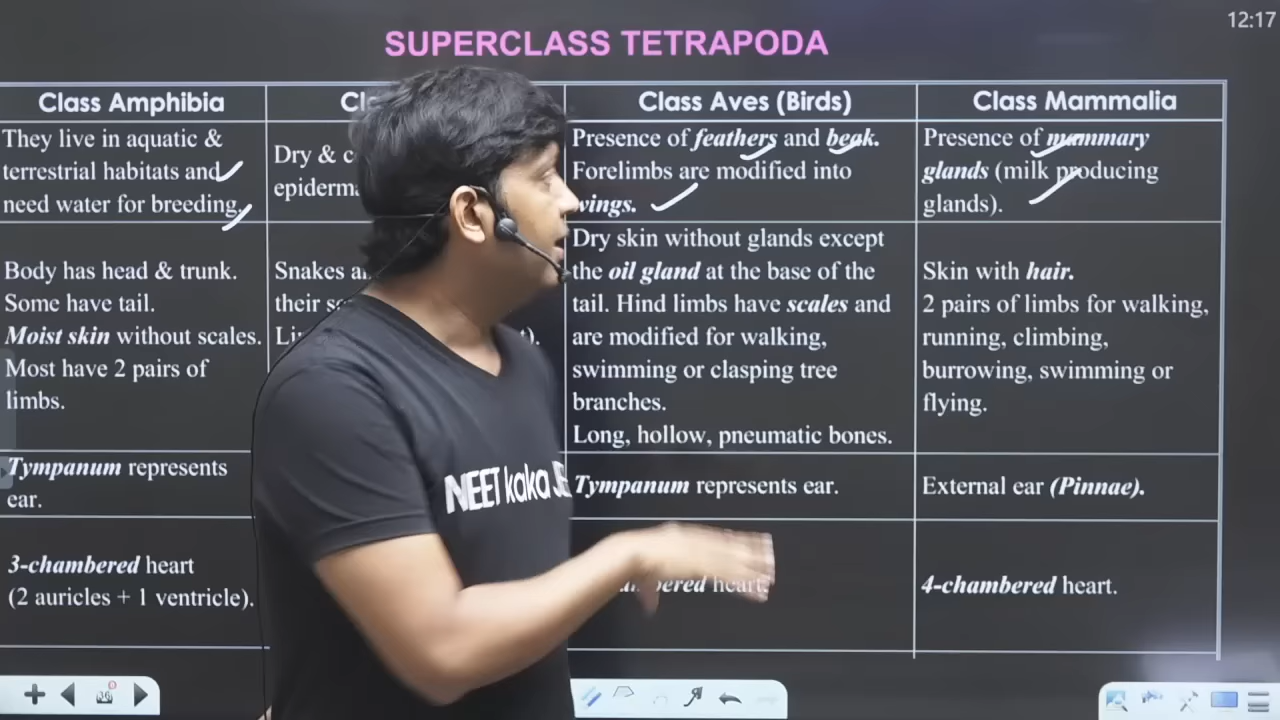 12:17
SUPERCLASS TETRAPODA
Class Amphibia
Class Aves (Birds)
Class Mammalia
They live in aquatic &
terrestrial habitats and
need water for breeding.
Dry &
Presence of feathers and beak.
Forelimbs are modified into
wings.
Presence of mammary
glands (milk producing
glands).
Body has head & trunk.
Some have tail.
Moist skin without scales.
Most have 2 pairs of
limbs.
Snakes
their
Dry skin without glands except
the oil gland at the base of the
tail. Hind limbs have scales and
are modified for walking,
swimming or clasping tree
branches.
Long, hollow, pneumatic bones.
Skin with hair.
2 pairs of limbs for walking,
running, climbing,
burrowing, swimming or
flying.
Tympanum represents
ear.
Tympanum represents ear.
External ear (Pinnae).
3-chambered heart
(2 auricles + 1 ventricle).
heart.
4-chambered heart.
NEET kaka